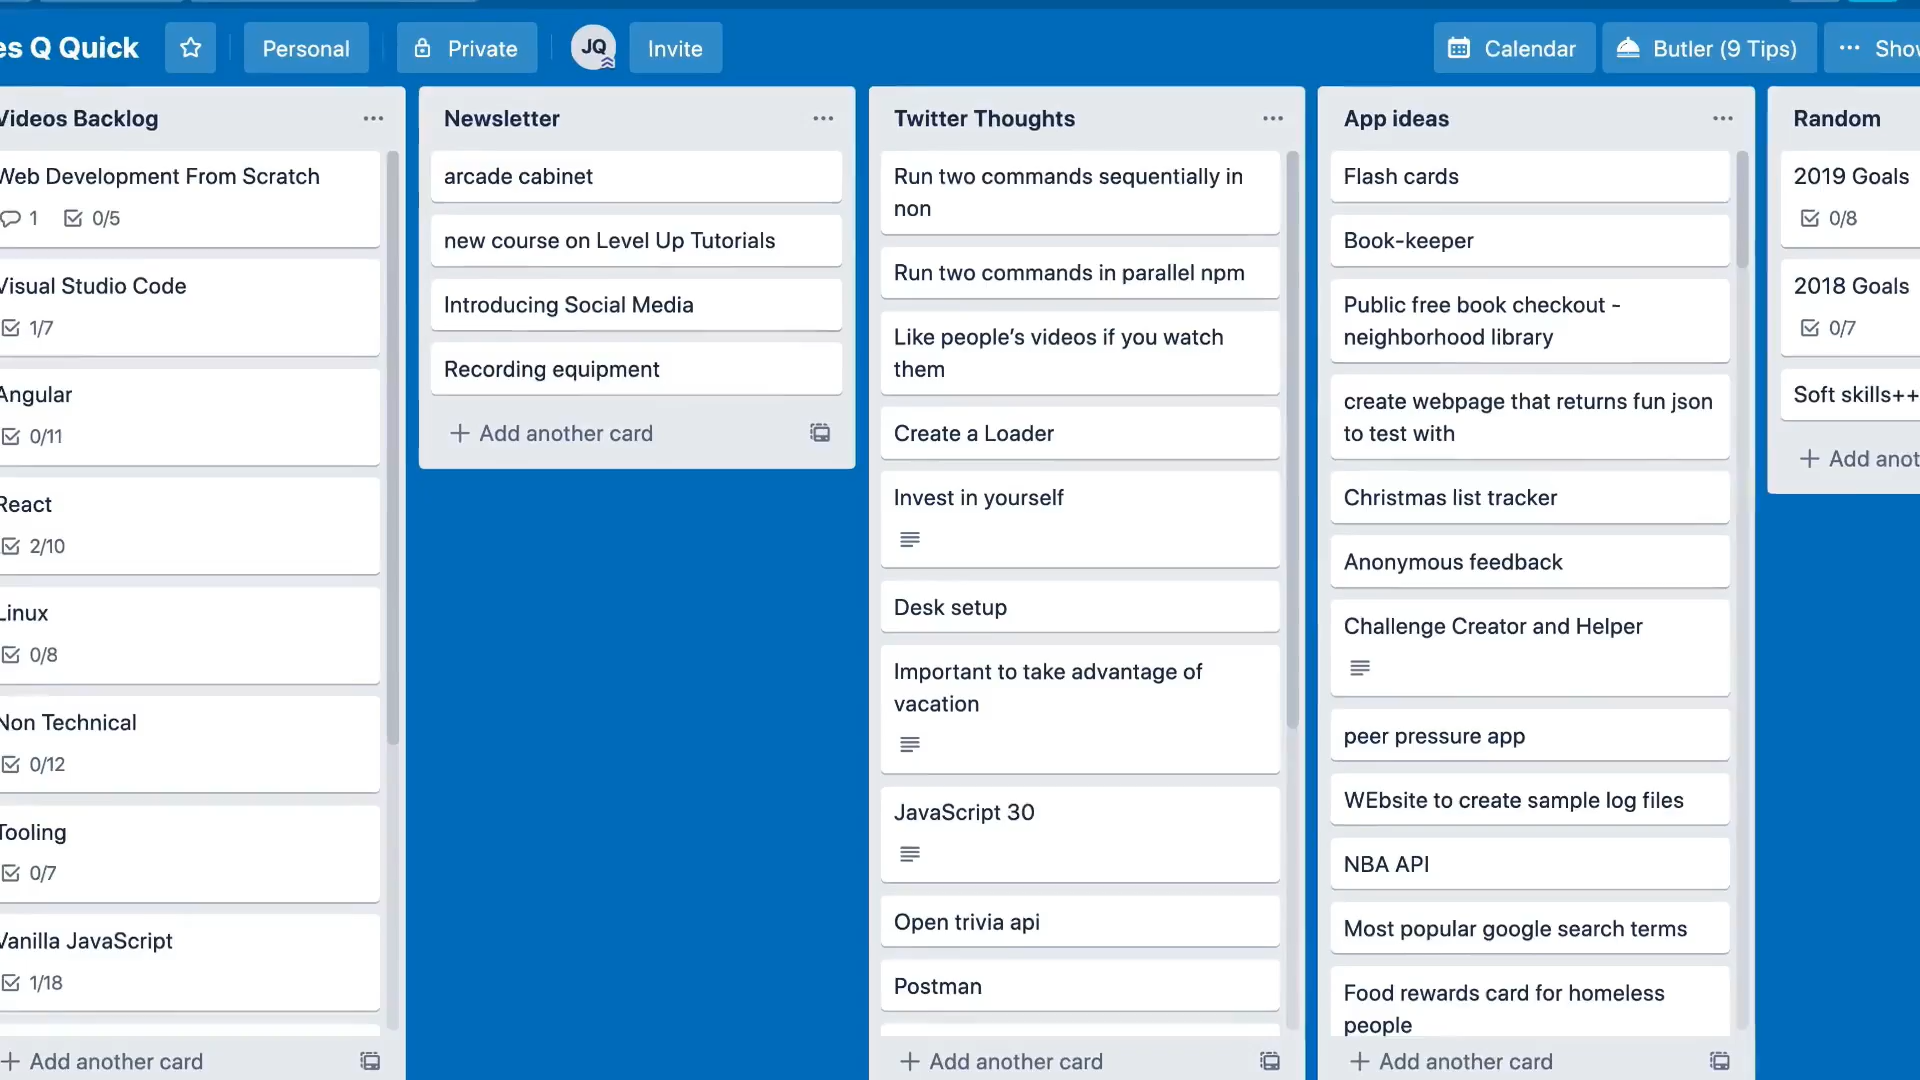 es Q Quick
Personal
Private
JQ
Invite
Calendar
Butler (9 Tips)
Show
Videos Backlog
Web Development From Scratch
1 0/5
Visual Studio Code
1/7
Angular
0/11
React
2/10
Linux
0/8
Non Technical
0/12
Tooling
0/7
Vanilla JavaScript
1/18
Add another card
Newsletter
arcade cabinet
new course on Level Up Tutorials
Introducing Social Media
Recording equipment
Add another card
Twitter Thoughts
Run two commands sequentially in
non
Run two commands in parallel npm
Like people’s videos if you watch
them
Create a Loader
Invest in yourself
Desk setup
Important to take advantage of
vacation
JavaScript 30
Open trivia api
Postman
Add another card
App ideas
Flash cards
Book-keeper
Public free book checkout -
neighborhood library
create webpage that returns fun json
to test with
Christmas list tracker
Anonymous feedback
Challenge Creator and Helper
peer pressure app
WEbsite to create sample log files
NBA API
Most popular google search terms
Food rewards card for homeless
people
Add another card
Random
2019 Goals
0/8
2018 Goals
0/7
Soft skills++
Add anot